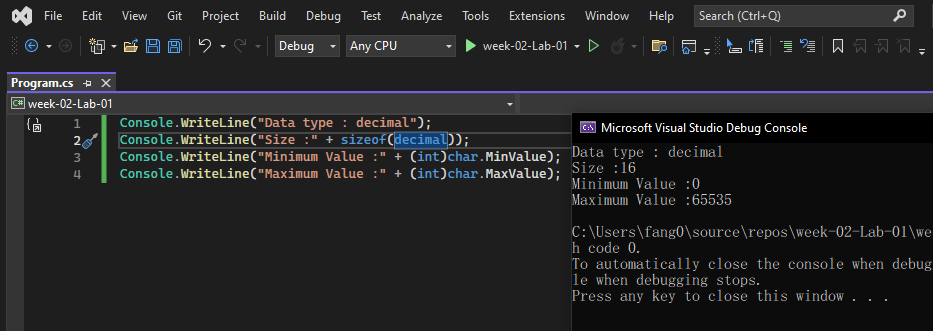 File Edit View Git Project Build Debug Test Analyze Tools Extensions Window Help Search (Ctrl+Q)
Debug Any CPU week-02-Lab-01
Program.cs
C# week-02-Lab-01
1 Console.WriteLine("Data type : decimal");
2 Console.WriteLine("Size :" + sizeof(decimal));
3 Console.WriteLine("Minimum Value :" + (int)char.MinValue);
4 Console.WriteLine("Maximum Value :" + (int)char.MaxValue);
Microsoft Visual Studio Debug Console
Data type : decimal
Size :16
Minimum Value :0
Maximum Value :65535
C:\Users\fang0\source\repos\week-02-Lab-01\we
h code 0.
To automatically close the console when debug
le when debugging stops.
Press any key to close this window . . .